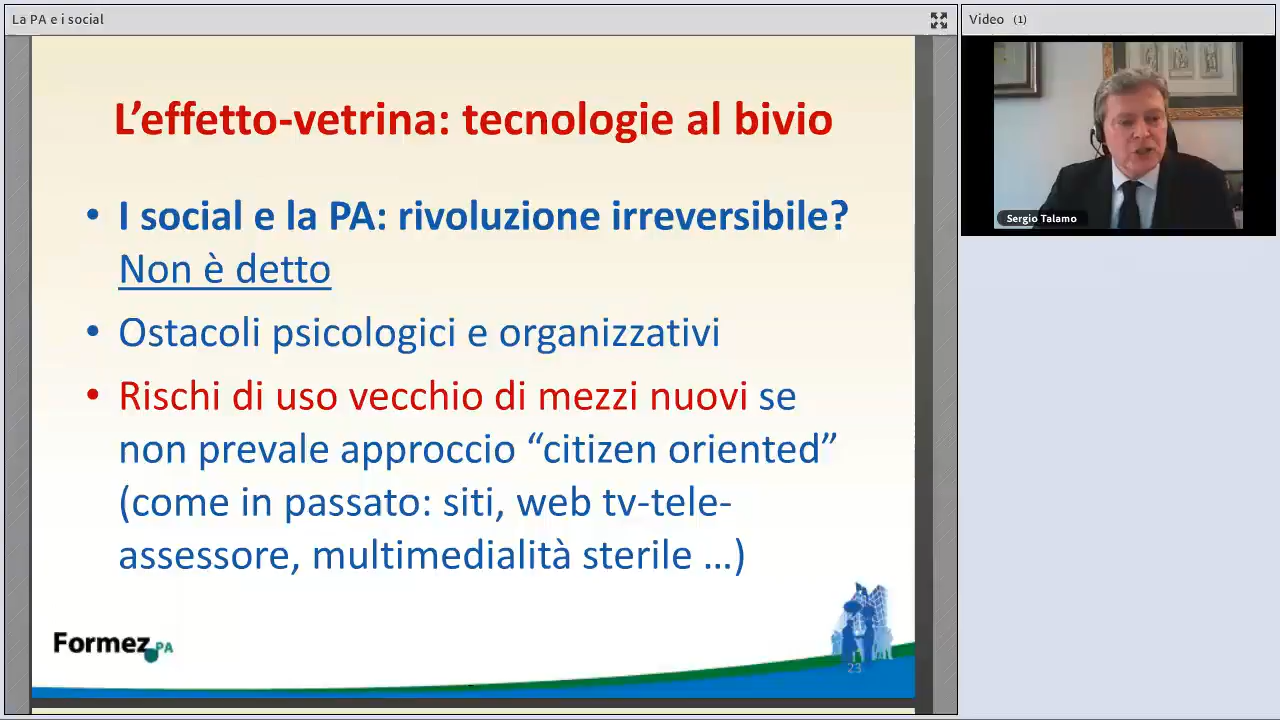 La PA e i social
Video (1)
L’effetto-vetrina: tecnologie al bivio
• I social e la PA: rivoluzione irreversibile?
Non è detto
• Ostacoli psicologici e organizzativi
• Rischi di uso vecchio di mezzi nuovi se
non prevale approccio “citizen oriented”
(come in passato: siti, web tv-tele-
assessore, multimedialità sterile …)
Sergio Talamo
Formez PA
23